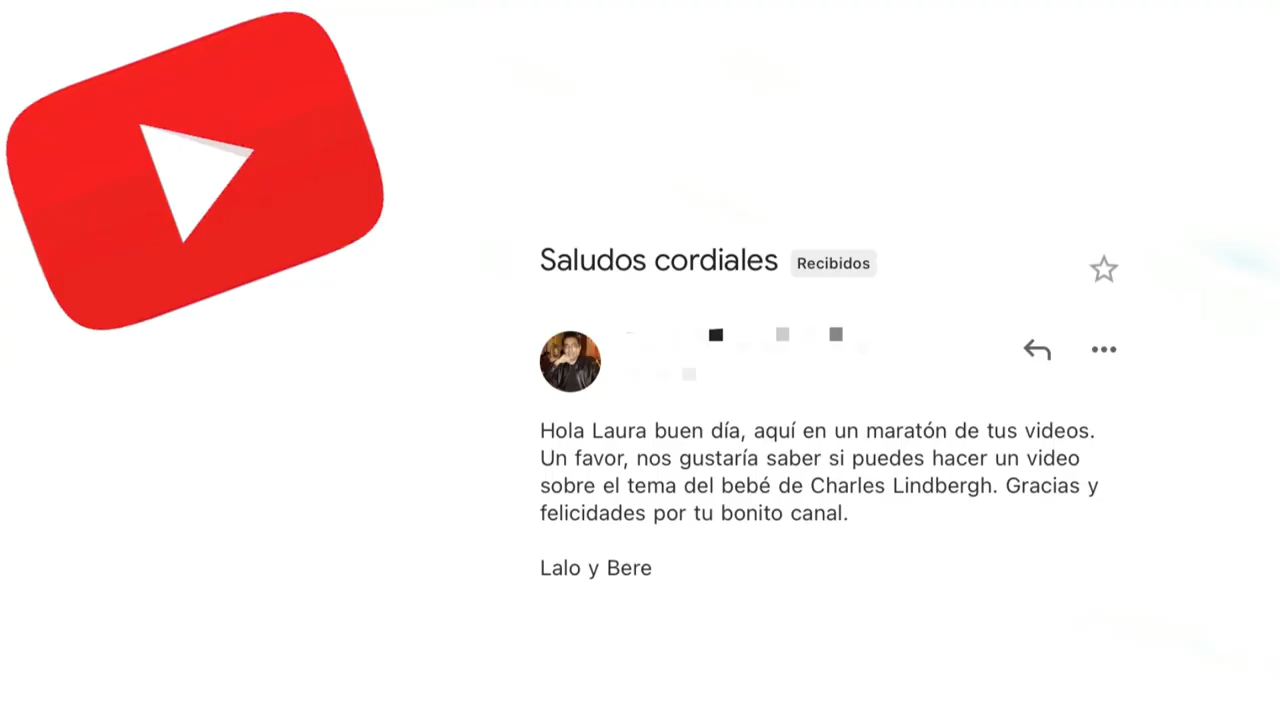 Saludos cordiales Recibidos
Hola Laura buen día, aquí en un maratón de tus videos.
Un favor, nos gustaría saber si puedes hacer un video
sobre el tema del bebé de Charles Lindbergh. Gracias y
felicidades por tu bonito canal.
Lalo y Bere